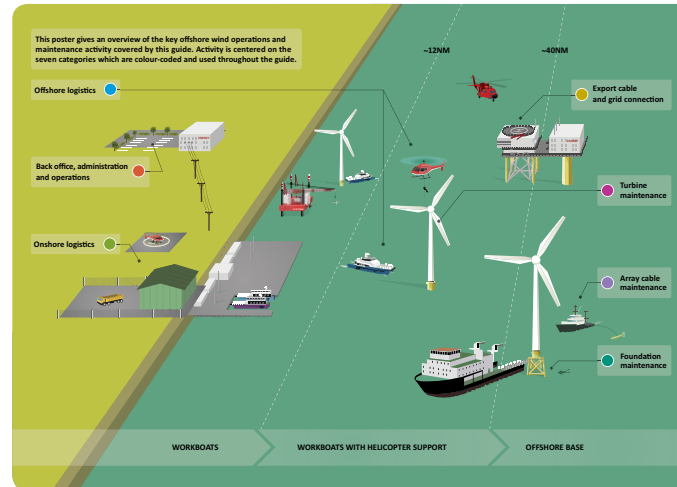 This poster gives an overview of the key offshore wind operations and
maintenance activity covered by this guide. Activity is centered on the
seven categories which are colour-coded and used throughout the guide.
~12NM
~40NM
Offshore logistics
Export cable
and grid connection
Back office, administration
and operations
Turbine
maintenance
Onshore logistics
Array cable
maintenance
Foundation
maintenance
WORKBOATS
WORKBOATS WITH HELICOPTER SUPPORT
OFFSHORE BASE